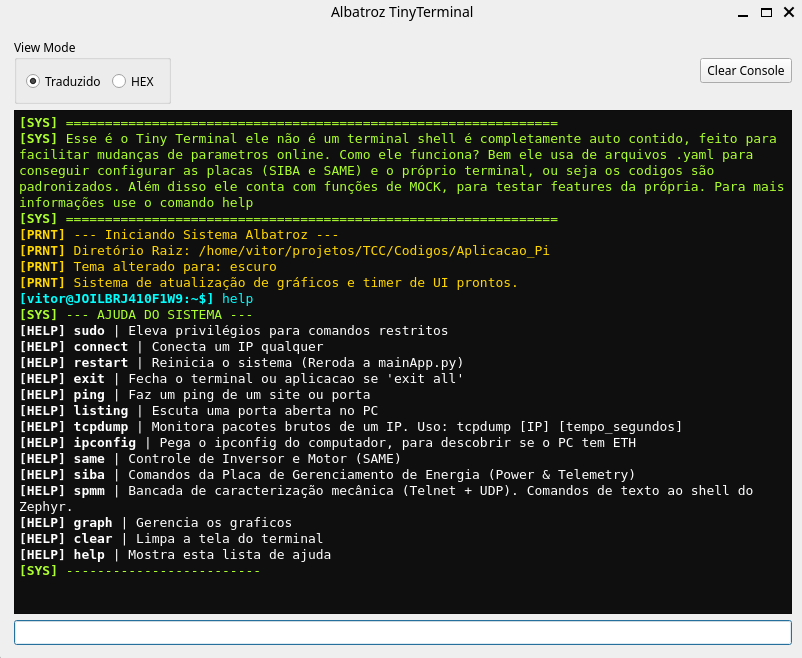 Albatroz TinyTerminal
View Mode
Traduzido HEX
Clear Console
[SYS] ===============================================================
[SYS] Esse é o Tiny Terminal ele não é um terminal shell é completamente auto contido, feito para
facilitar mudanças de parametros online. Como ele funciona? Bem ele usa de arquivos .yaml para
conseguir configurar as placas (SIBA e SAME) e o próprio terminal, ou seja os codigos são
padronizados. Além disso ele conta com funções de MOCK, para testar features da própria. Para mais
informações use o comando help
[SYS] ===============================================================
[PRNT] --- Iniciando Sistema Albatroz ---
[PRNT] Diretório Raiz: /home/vitor/projetos/TCC/Codigos/Aplicacao_Pi
[PRNT] Tema alterado para: escuro
[PRNT] Sistema de atualização de gráficos e timer de UI prontos.
[vitor@JOILBRJ410F1W9:~$] help
[SYS] --- AJUDA DO SISTEMA ---
[HELP] sudo | Eleva privilégios para comandos restritos
[HELP] connect | Conecta um IP qualquer
[HELP] restart | Reinicia o sistema (Reroda a mainApp.py)
[HELP] exit | Fecha o terminal ou aplicacao se 'exit all'
[HELP] ping | Faz um ping de um site ou porta
[HELP] listing | Escuta uma porta aberta no PC
[HELP] tcpdump | Monitora pacotes brutos de um IP. Uso: tcpdump [IP] [tempo_segundos]
[HELP] ipconfig | Pega o ipconfig do computador, para descobrir se o PC tem ETH
[HELP] same | Controle de Inversor e Motor (SAME)
[HELP] siba | Comandos da Placa de Gerenciamento de Energia (Power & Telemetry)
[HELP] spmm | Bancada de caracterização mecânica (Telnet + UDP). Comandos de texto ao shell do
Zephyr.
[HELP] graph | Gerencia os graficos
[HELP] clear | Limpa a tela do terminal
[HELP] help | Mostra esta lista de ajuda
[SYS] -------------------------